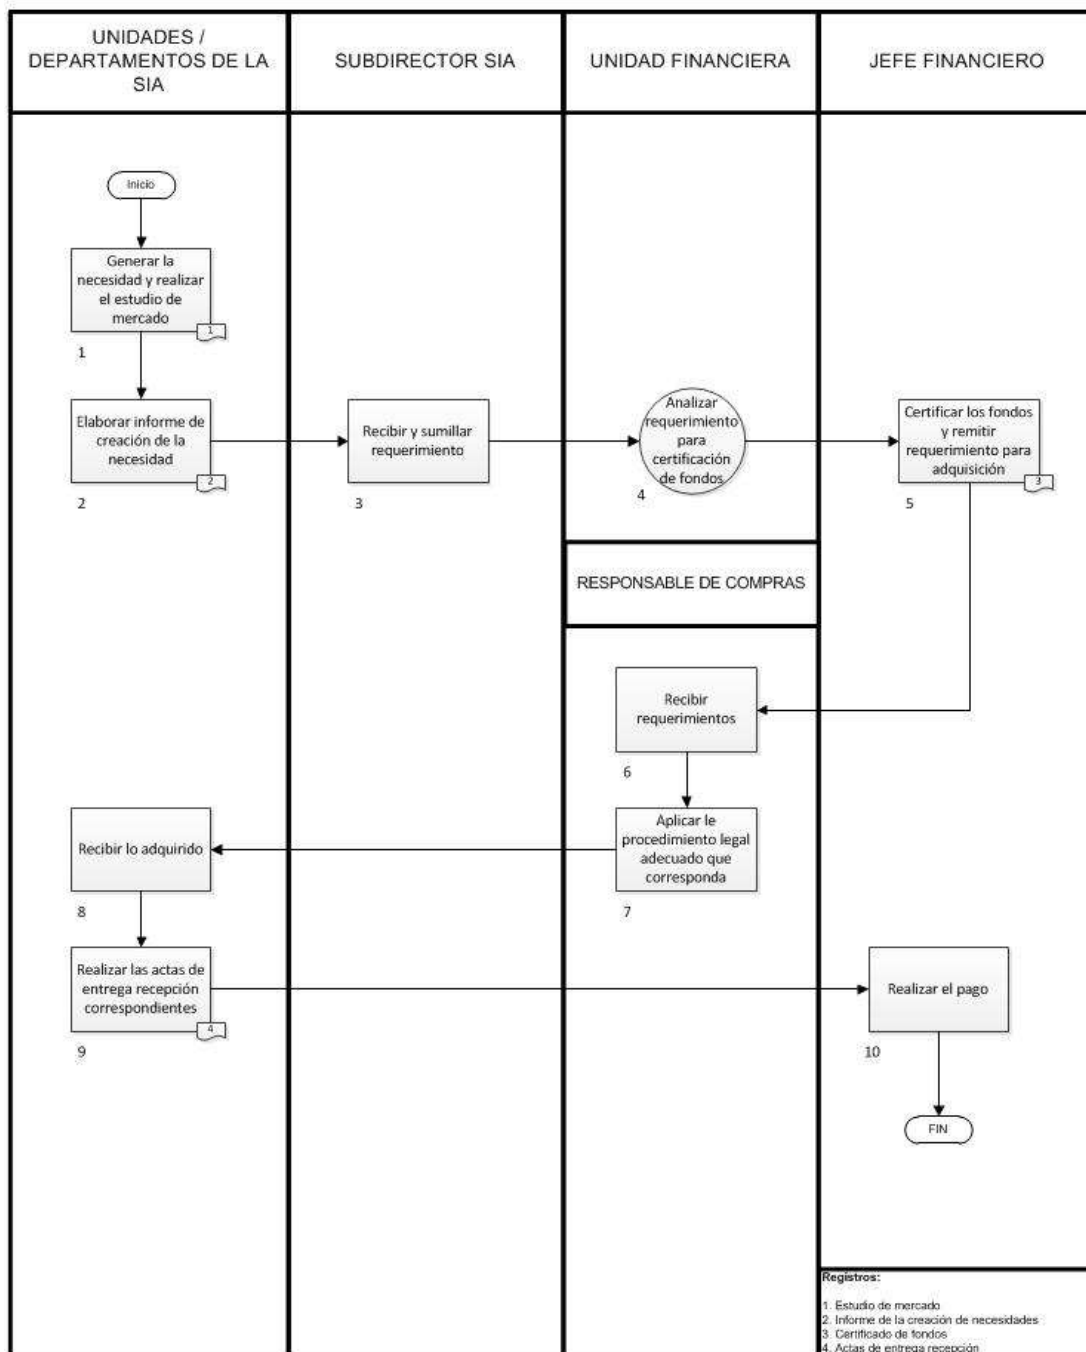 UNIDADES /
DEPARTAMENTOS DE LA
SIA
SUBDIRECTOR SIA
UNIDAD FINANCIERA
JEFE FINANCIERO
Inicio
Generar la
necesidad y realizar
el estudio de
mercado
1
1
Elaborar informe de
creación de la
necesidad
2
2
Recibir y sumillar
requerimiento
3
Analizar
requerimiento
para
certificación
de fondos
4
Certificar los fondos
y remitir
requerimiento para
adquisición
3
5
RESPONSABLE DE COMPRAS
Recibir
requerimientos
6
Aplicar le
procedimiento legal
adecuado que
corresponda
7
Recibir lo adquirido
8
Realizar las actas de
entrega recepción
correspondientes
4
9
Realizar el pago
10
FIN
Registros:
1. Estudio de mercado
2. Informe de la creación de necesidades
3. Certificado de fondos
4. Actas de entrega recepción